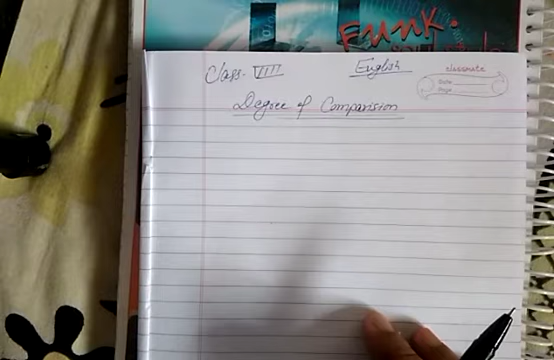 Funk.
Class- VIII English classmate
Date
Page
Degree of Comparision